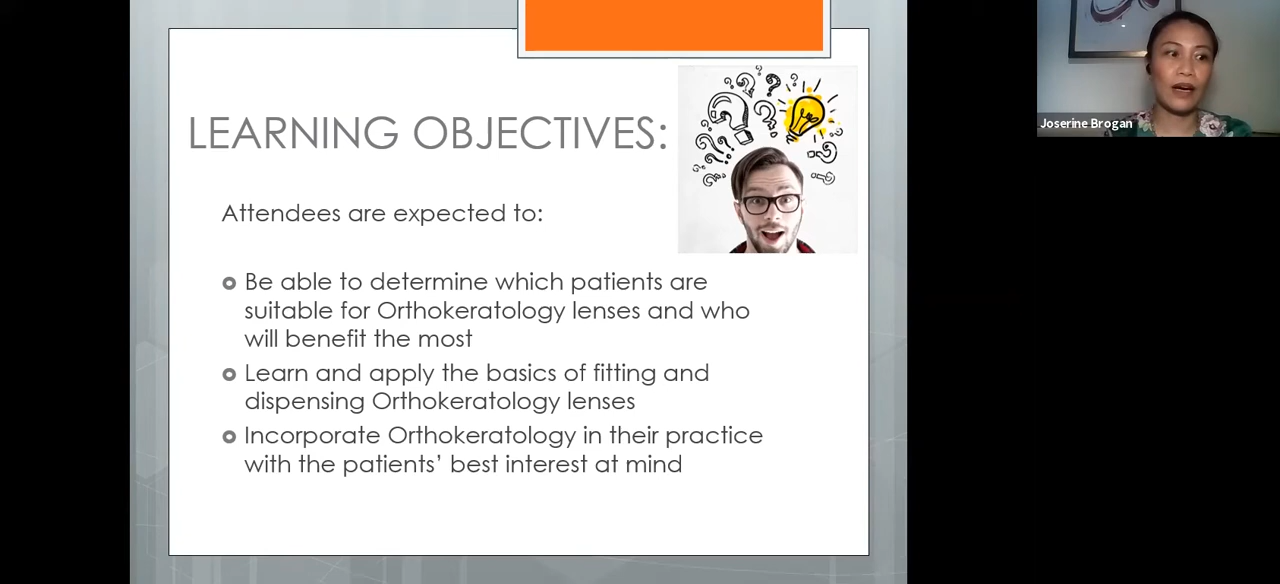 LEARNING OBJECTIVES:
Attendees are expected to:
Be able to determine which patients are
suitable for Orthokeratology lenses and who
will benefit the most
Learn and apply the basics of fitting and
dispensing Orthokeratology lenses
Incorporate Orthokeratology in their practice
with the patients’ best interest at mind
Joserine Brogan